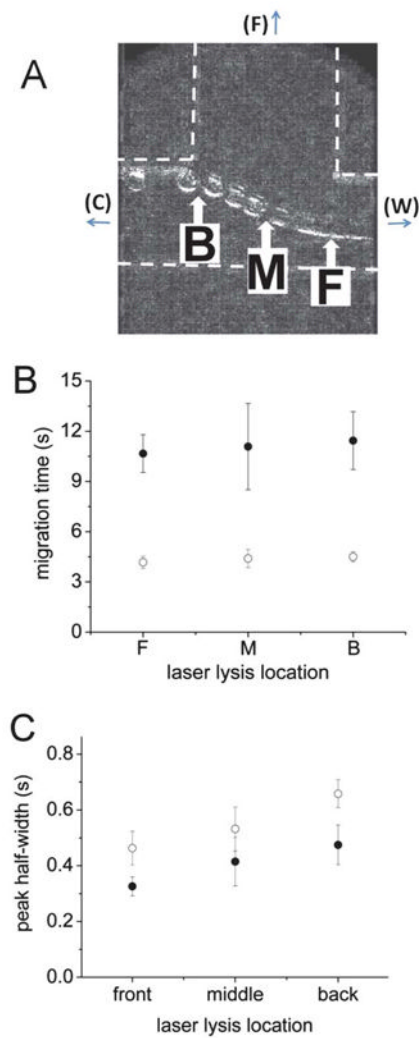 (F)
A
(C)
(W)
B
M
F
B
15
12
9
6
3
0
migration time (s)
F M B
laser lysis location
C
0.8
0.6
0.4
0.2
0.0
peak half-width (s)
front middle back
laser lysis location